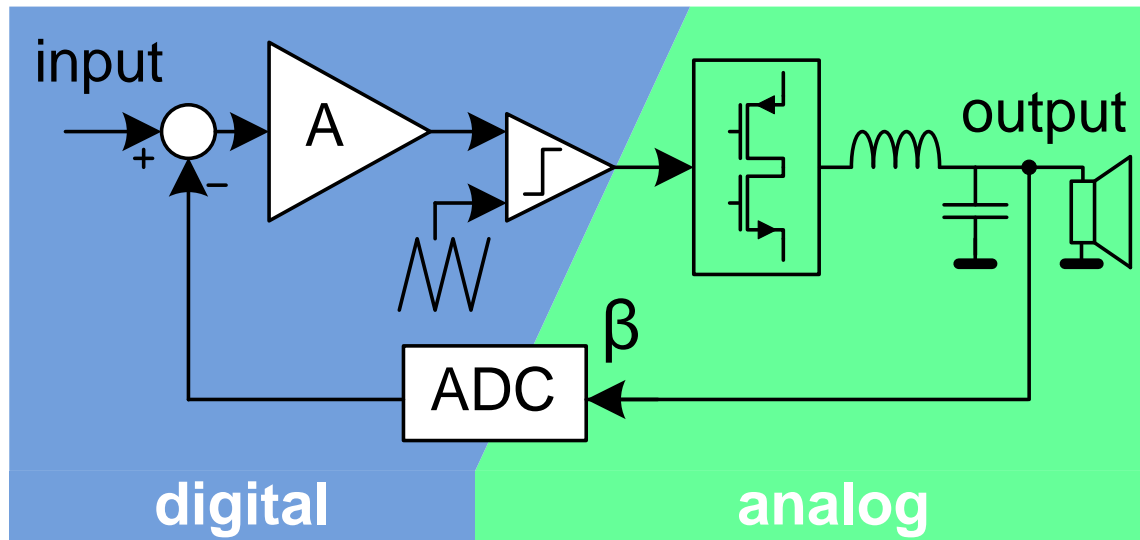 input
A
output
+
−
β
ADC
digital
analog